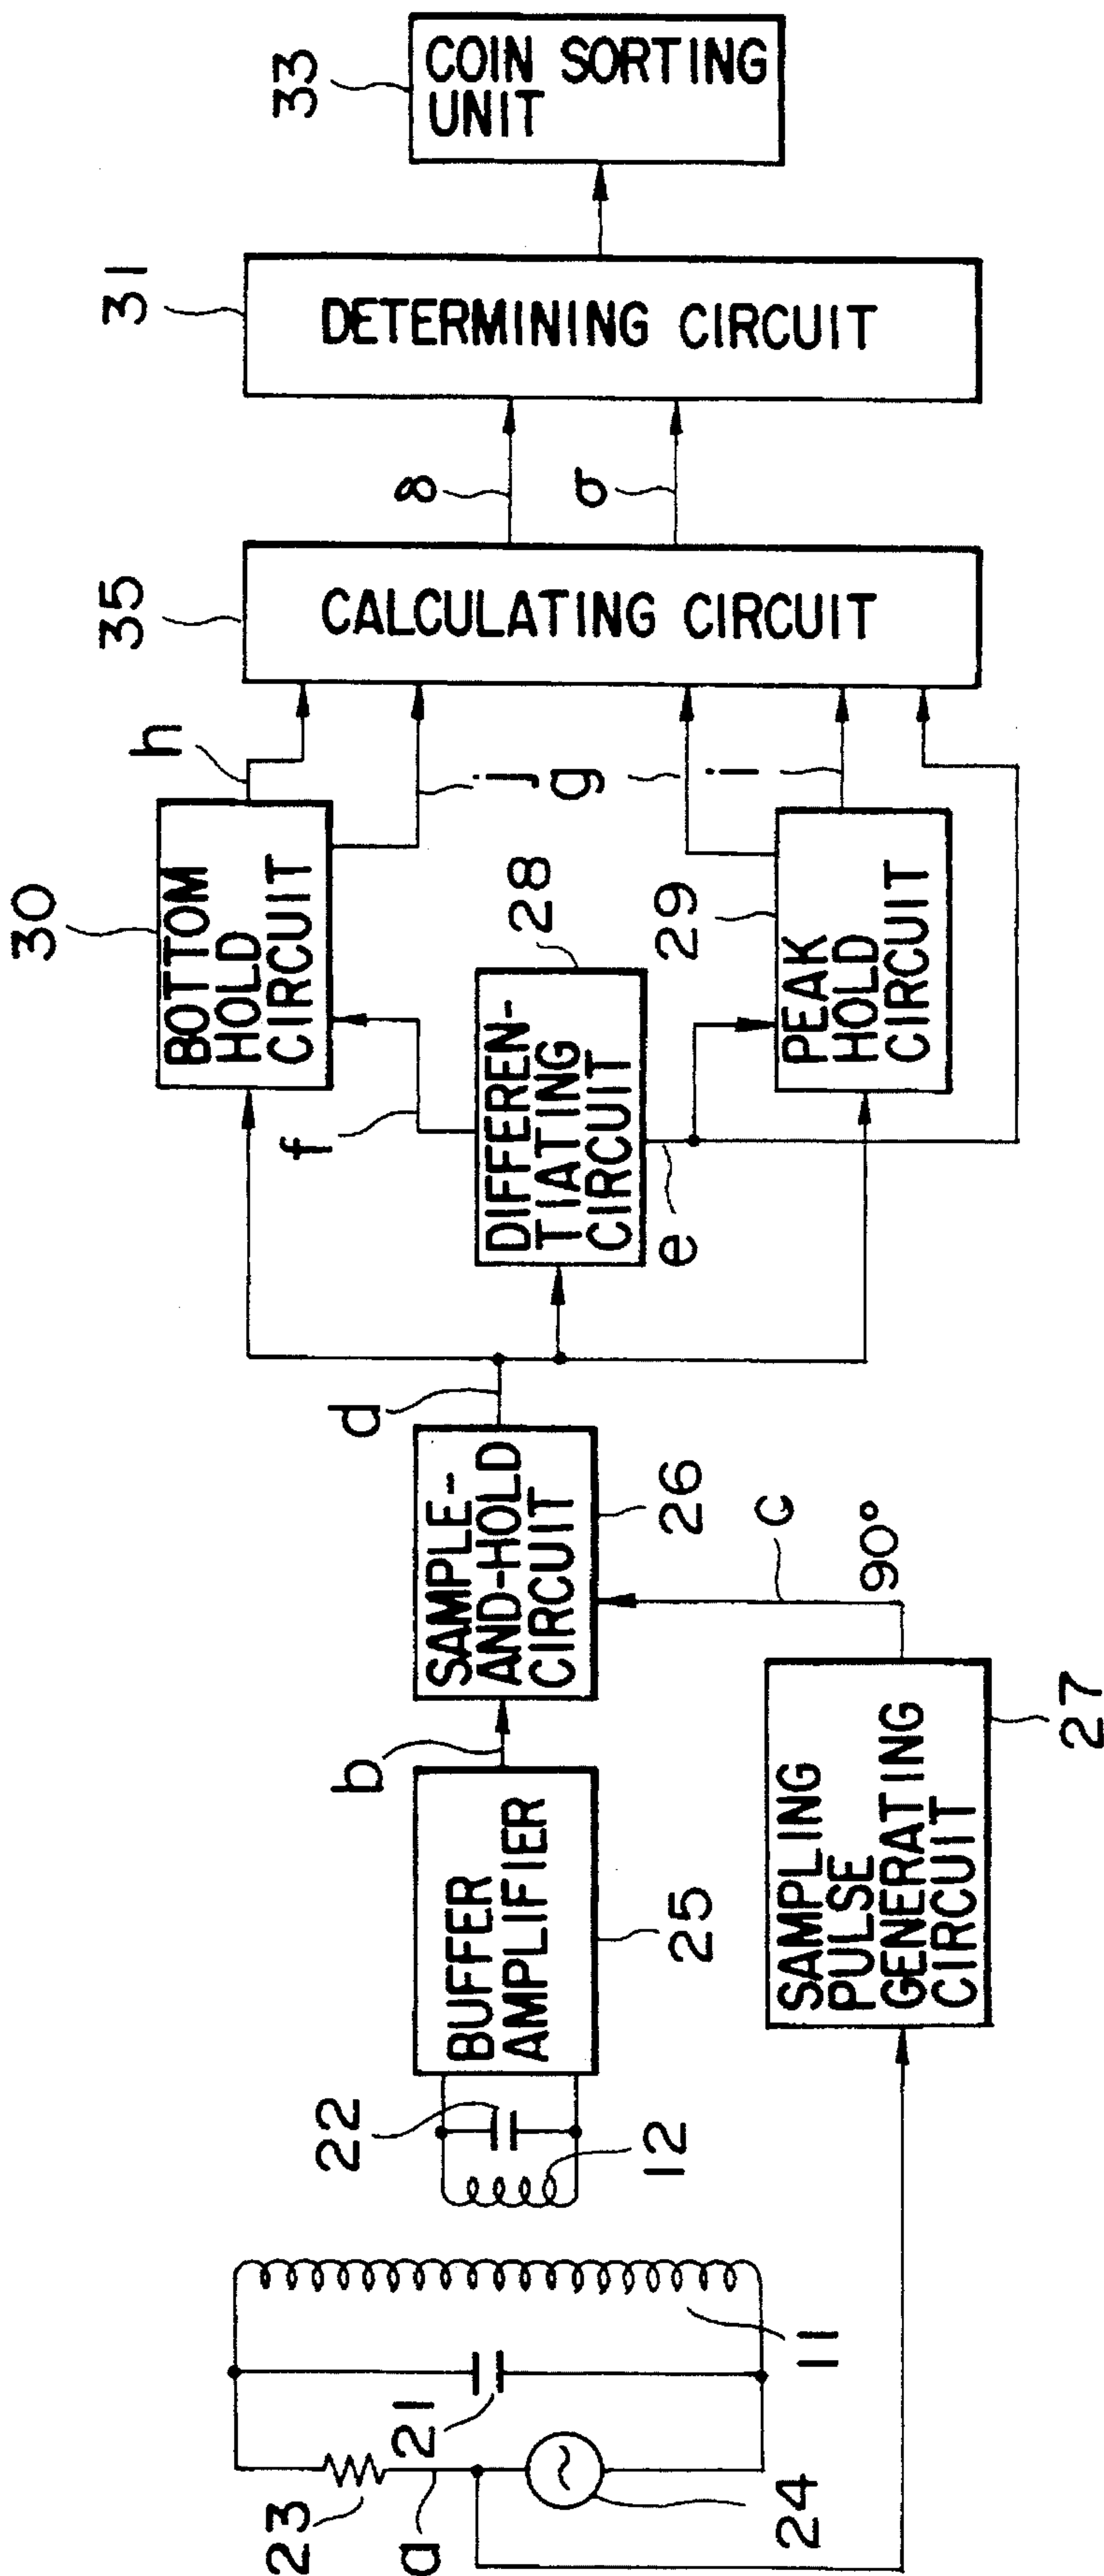 23
a
21
24
11
22
12
BUFFER
AMPLIFIER
25
b
SAMPLE-
AND-HOLD
CIRCUIT
26
SAMPLING
PULSE
GENERATING
CIRCUIT
27
c
90°
d
30
BOTTOM
HOLD
CIRCUIT
h
f
j
DIFFEREN-
TIATING
CIRCUIT
28
e
g
29
PEAK
HOLD
CIRCUIT
i
35
CALCULATING CIRCUIT
δ
σ
31
DETERMINING CIRCUIT
33
COIN SORTING
UNIT